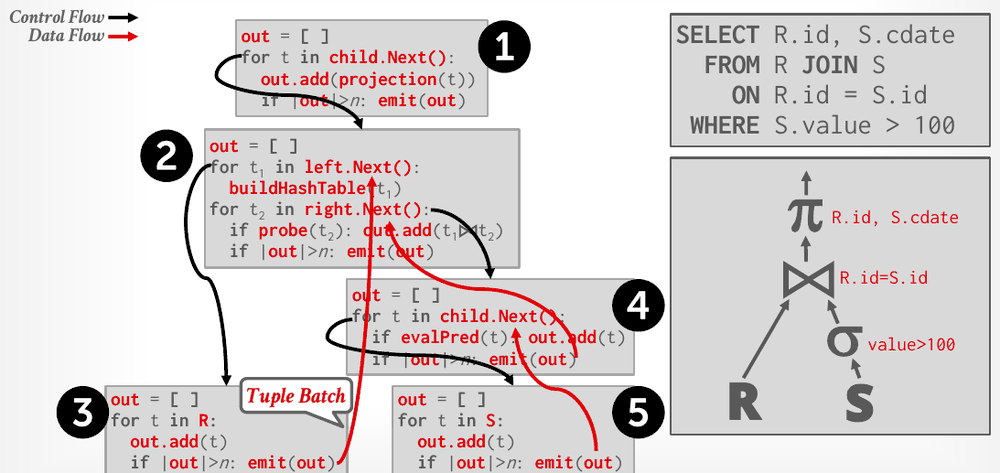 Control Flow
Data Flow
1
out = [ ]
for t in child.Next():
out.add(projection(t))
if |out|>n: emit(out)
2
out = [ ]
for t1 in left.Next():
buildHashTable(t1)
for t2 in right.Next():
if probe(t2): out.add(t1⋈t2)
if |out|>n: emit(out)
4
out = [ ]
for t in child.Next():
if evalPred(t): out.add(t)
if |out|>n: emit(out)
3
out = [ ]
for t in R:
out.add(t)
if |out|>n: emit(out)
Tuple Batch
5
out = [ ]
for t in S:
out.add(t)
if |out|>n: emit(out)
SELECT R.id, S.cdate
FROM R JOIN S
ON R.id = S.id
WHERE S.value > 100
π R.id, S.cdate
⋈ R.id=S.id
σ value>100
R S